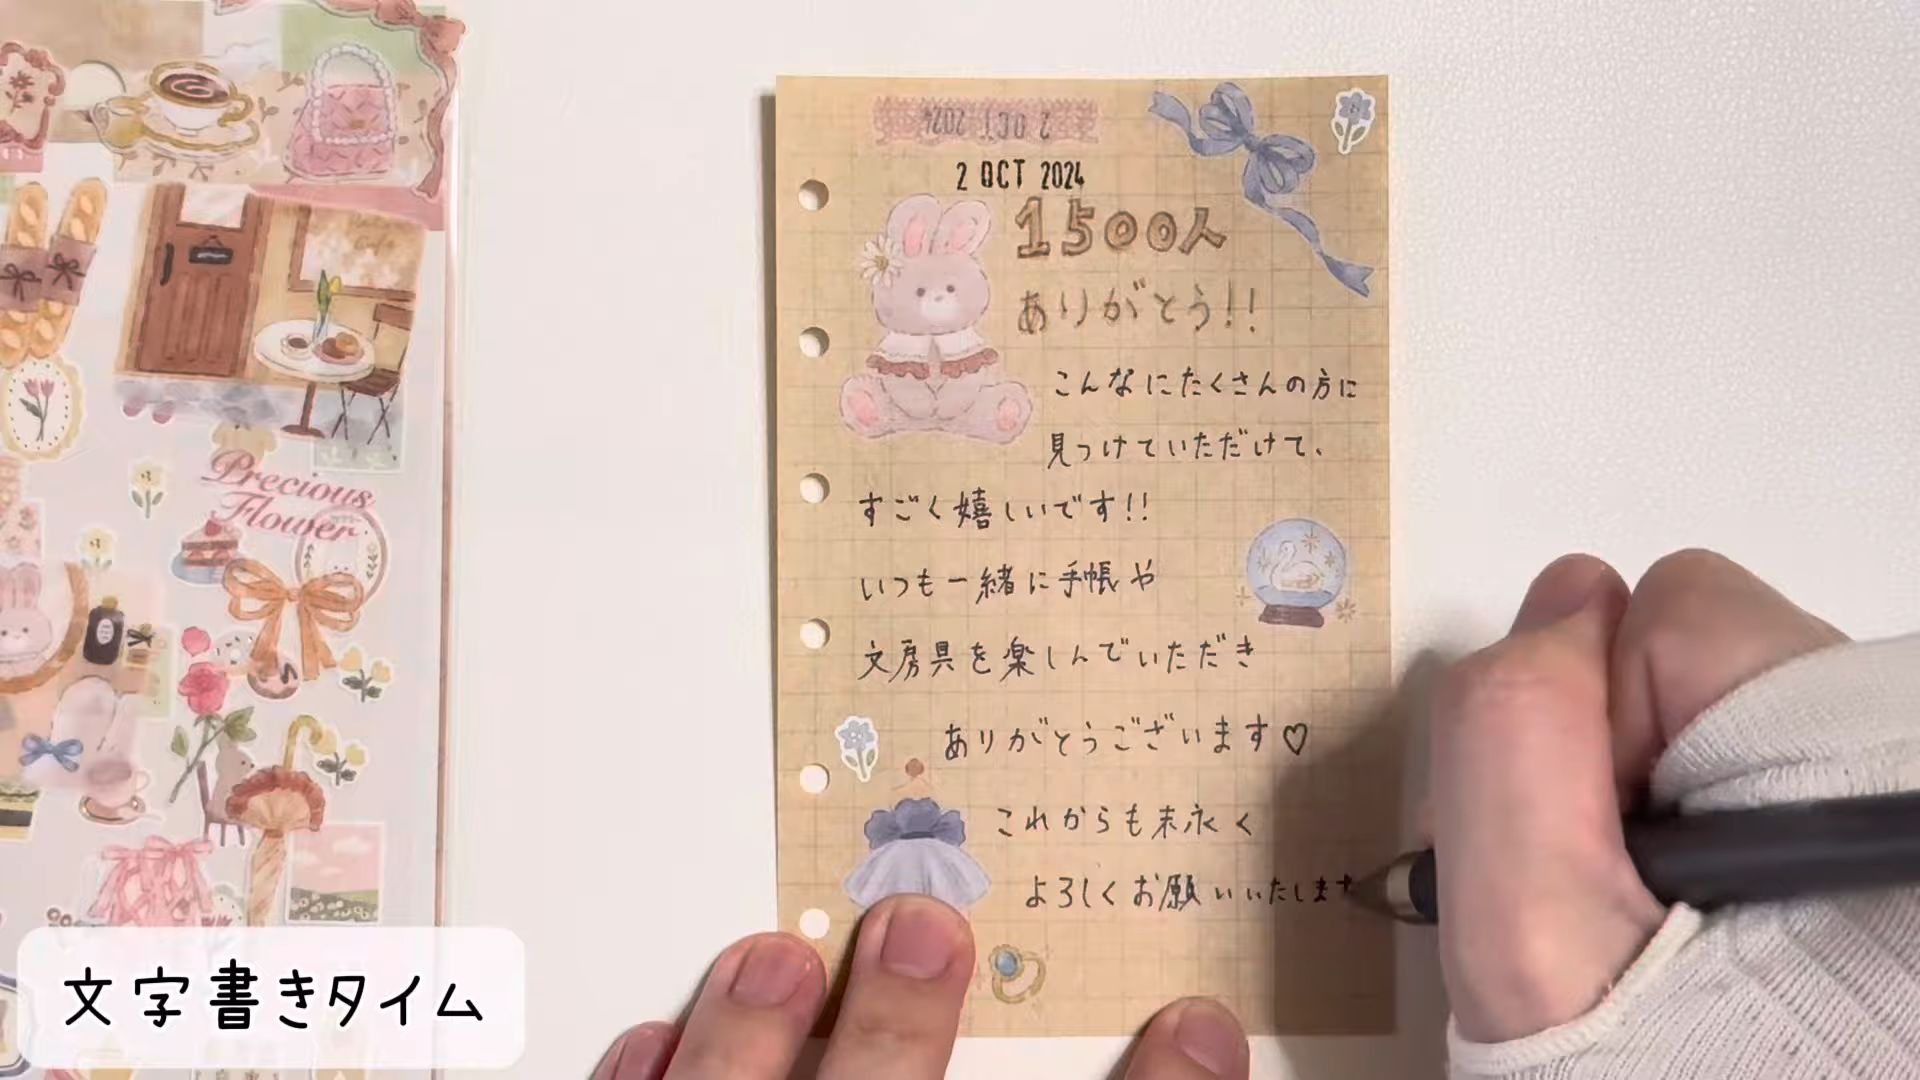 Precious
Flower
2 OCT 2024
2 OCT 2024
1500人
ありがとう!!
こんなにたくさんの方に
見つけていただけて、
すごく嬉しいです!!
いつも一緒に手帳や
文房具を楽しんでいただき
ありがとうございます♡
これからも末永く
よろしくお願いいたします
文字書きタイム